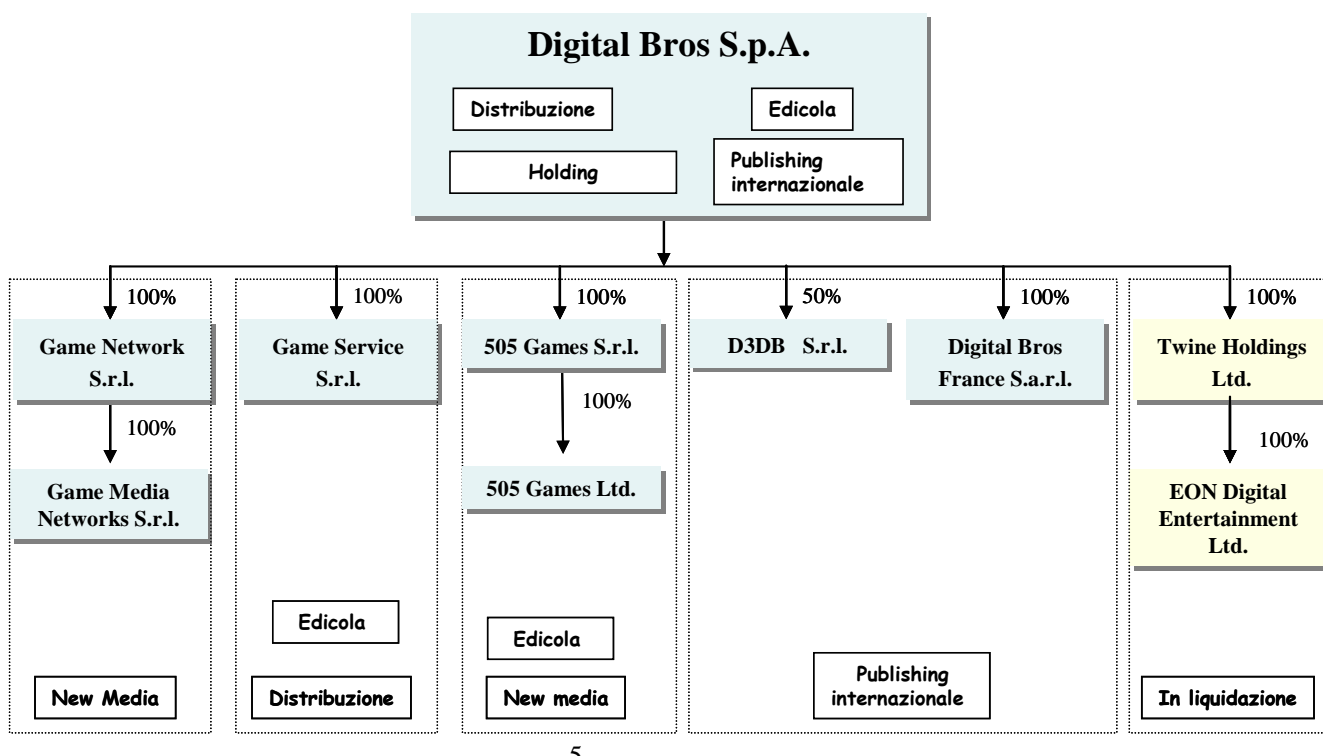 Digital Bros S.p.A.
Distribuzione
Edicola
Holding
Publishing
internazionale
100%
100%
100%
50%
100%
100%
Game Network
S.r.l.
Game Service
S.r.l.
505 Games S.r.l.
D3DB S.r.l.
Digital Bros
France S.a.r.l.
Twine Holdings
Ltd.
100%
100%
100%
Game Media
Networks S.r.l.
505 Games Ltd.
EON Digital
Entertainment
Ltd.
Edicola
Edicola
New Media
Distribuzione
New media
Publishing
internazionale
In liquidazione
5